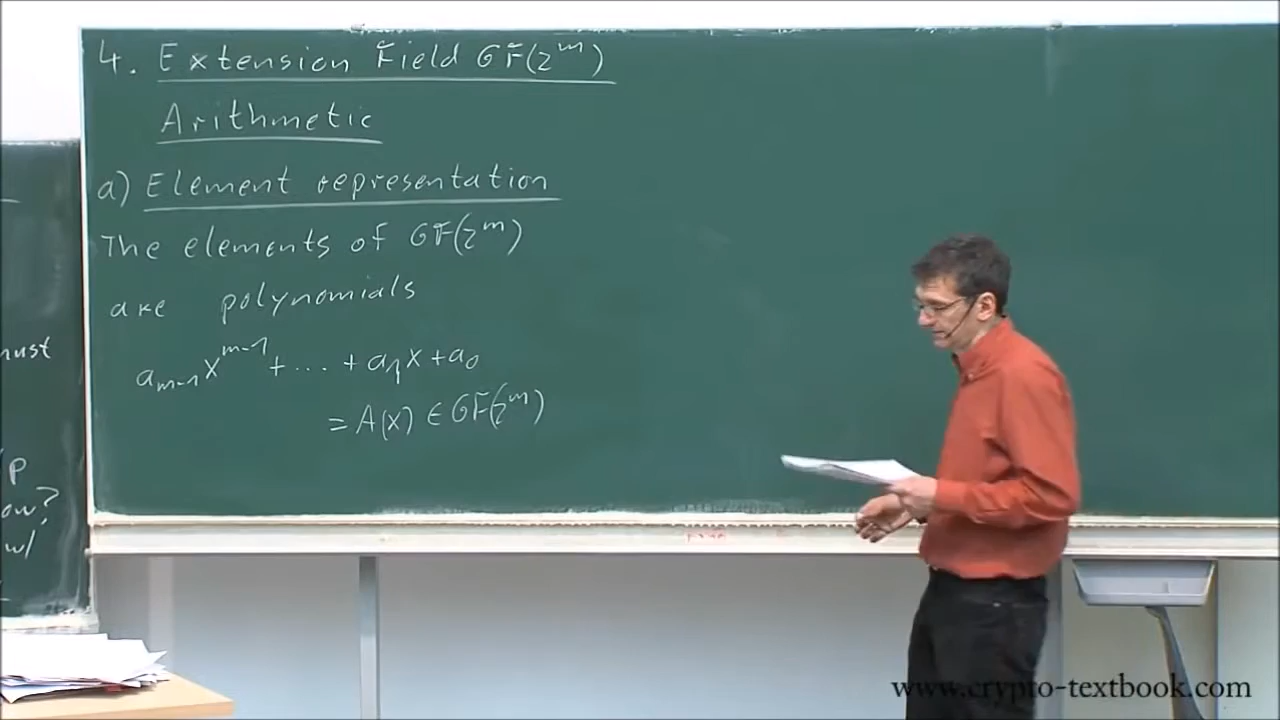 4. Extension Field GF(2^m)
Arithmetic
a) Element representation
The elements of GF(2^m)
are polynomials
a_{m-1}x^{m-1} + ... + a_1x + a_0
= A(x) ∈ GF(2^m)
must
p
ow?
w/
www.crypto-textbook.com